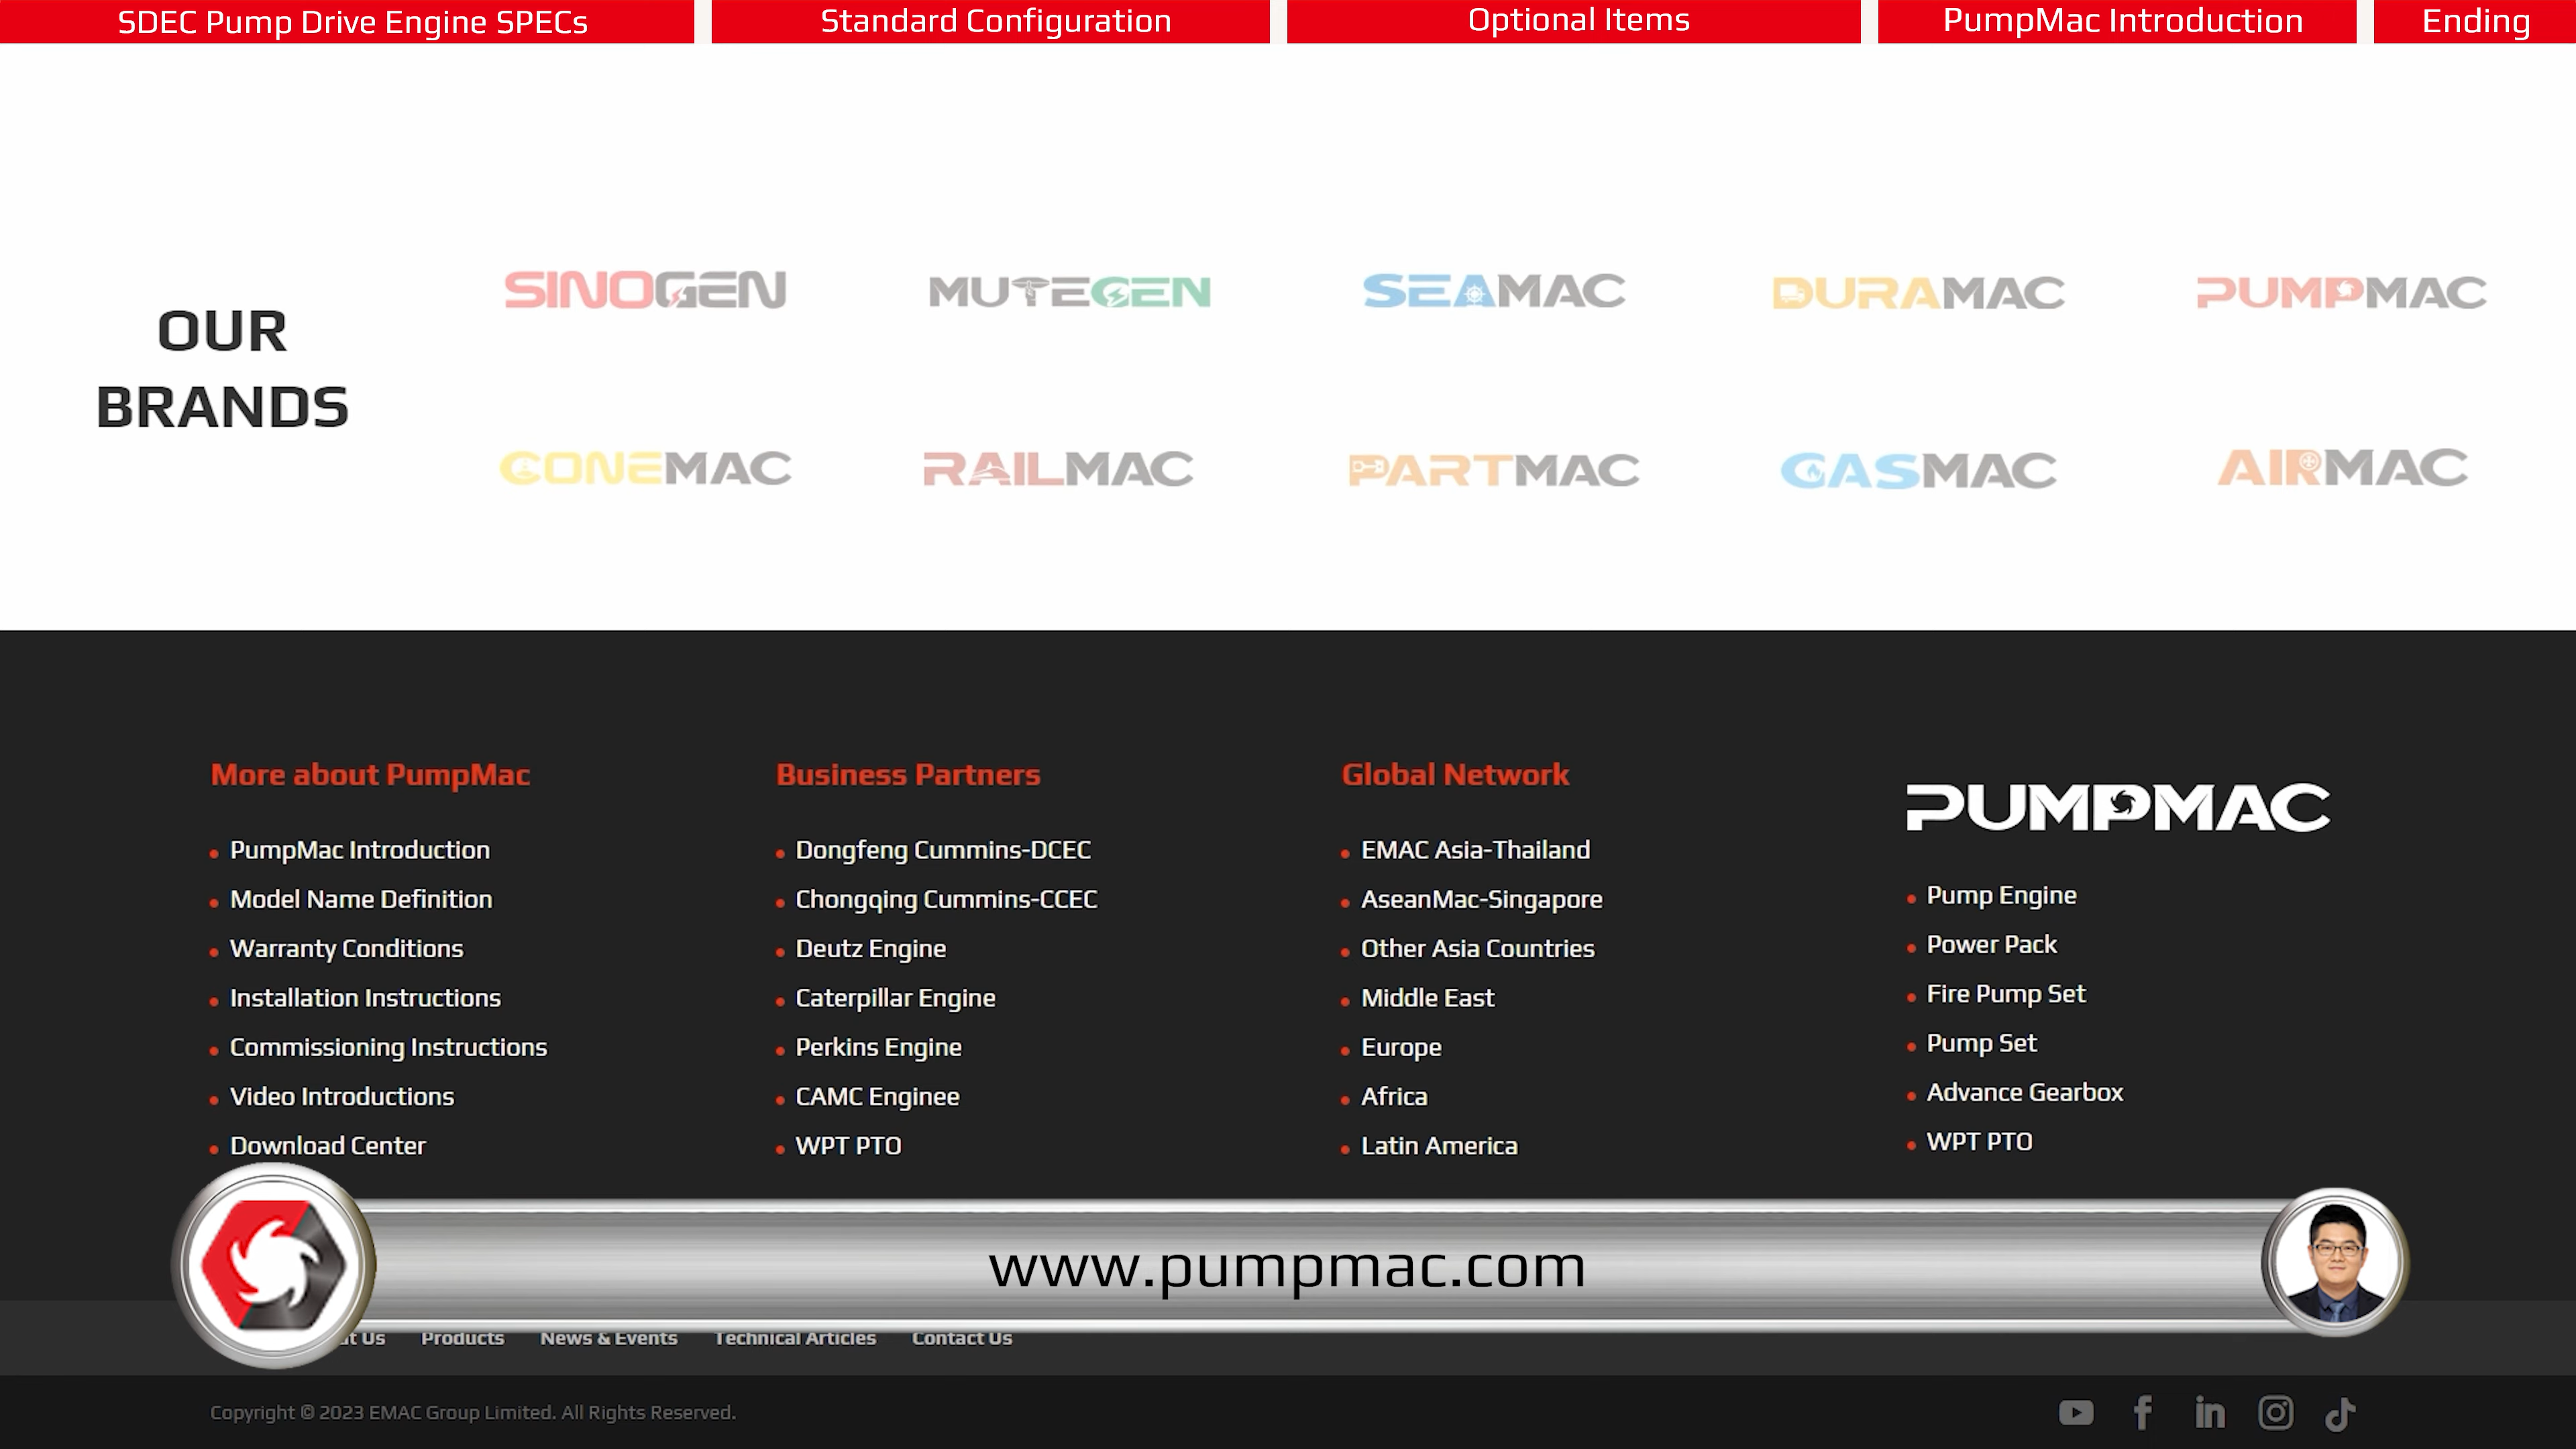 SDEC Pump Drive Engine SPECs
Standard Configuration
Optional Items
PumpMac Introduction
Ending
OUR
BRANDS
SINOGEN
MUTEGEN
SEAMAC
DURAMAC
PUMPMAC
CONEMAC
RAILMAC
PARTMAC
GASMAC
AIRMAC
More about PumpMac
PumpMac Introduction
Model Name Definition
Warranty Conditions
Installation Instructions
Commissioning Instructions
Video Introductions
Download Center
Business Partners
Dongfeng Cummins-DCEC
Chongqing Cummins-CCEC
Deutz Engine
Caterpillar Engine
Perkins Engine
CAMC Enginee
WPT PTO
Global Network
EMAC Asia-Thailand
AseanMac-Singapore
Other Asia Countries
Middle East
Europe
Africa
Latin America
PUMPMAC
Pump Engine
Power Pack
Fire Pump Set
Pump Set
Advance Gearbox
WPT PTO
www.pumpmac.com
Us
Products
News & Events
Technical Articles
Contact Us
Copyright © 2023 EMAC Group Limited. All Rights Reserved.